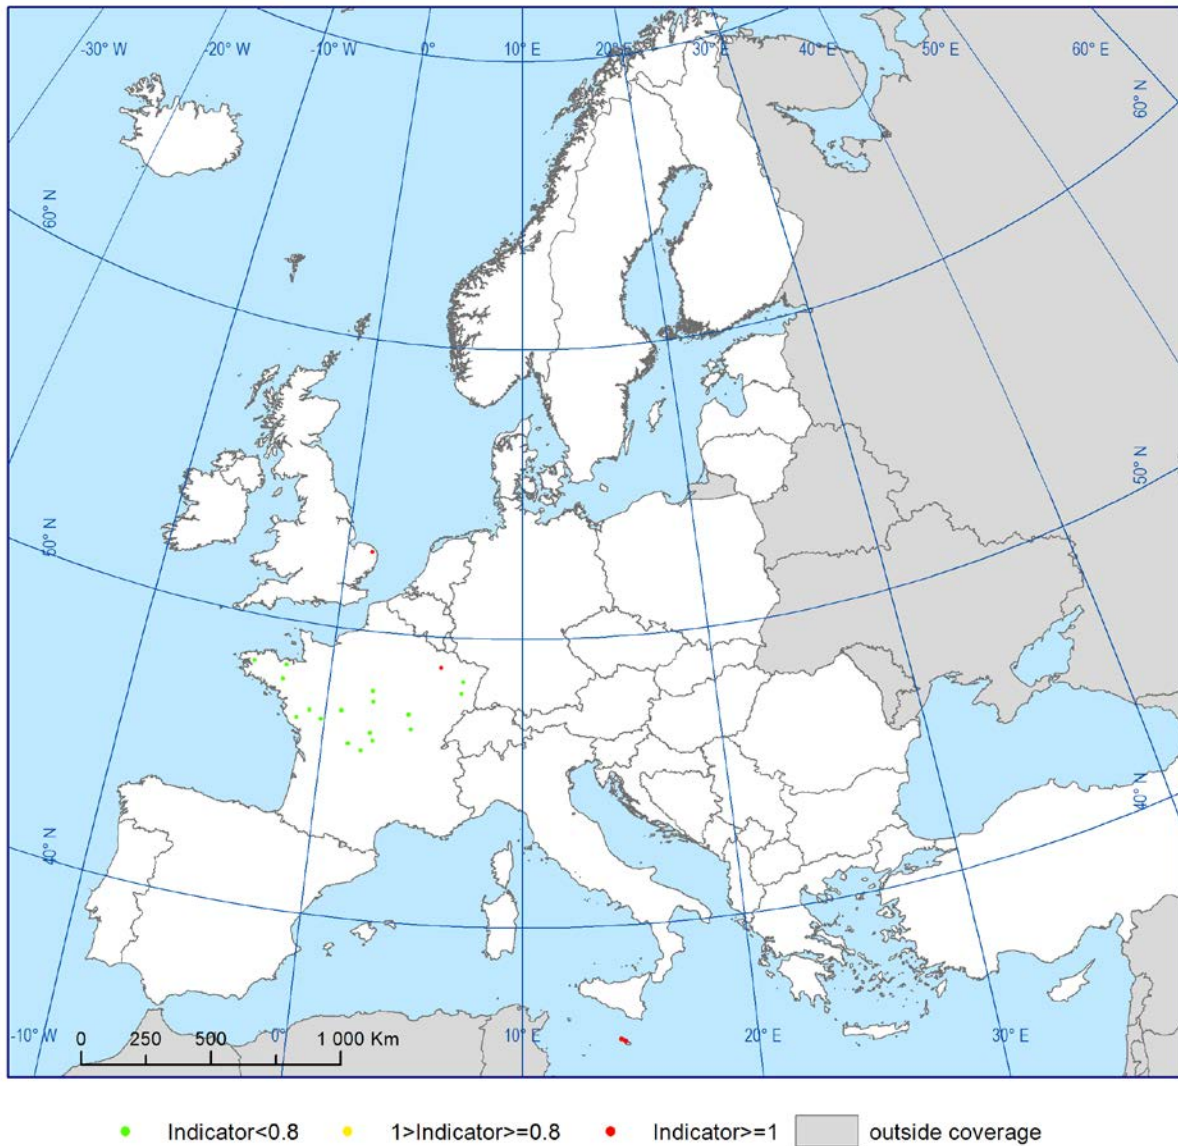 -30° W -20° W -10° W 0° 10° E 20° E 30° E 40° E 50° E 60° E
60° N
60° N
50° N
50° N
40° N
40° N
-10° W 0° 10° E 20° E 30° E
0 250 500 1 000 Km
Indicator<0.8 1>Indicator>=0.8 Indicator>=1 outside coverage